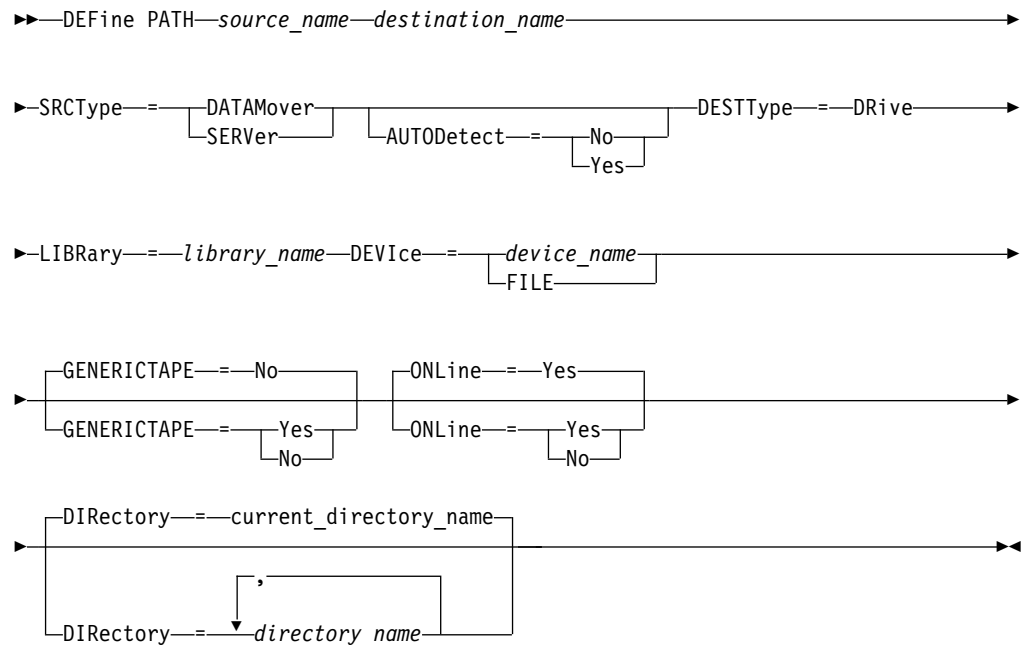 DEFine PATH source_name destination_name
SRCType = DATAMover AUTODetect = No DESTType = DRive
SERVer Yes
LIBRary = library_name DEVIce = device_name
FILE
GENERICTAPE = No ONLine = Yes
GENERICTAPE = Yes ONLine = Yes
No No
DIRectory = current_directory_name
,
DIRectory = directory name